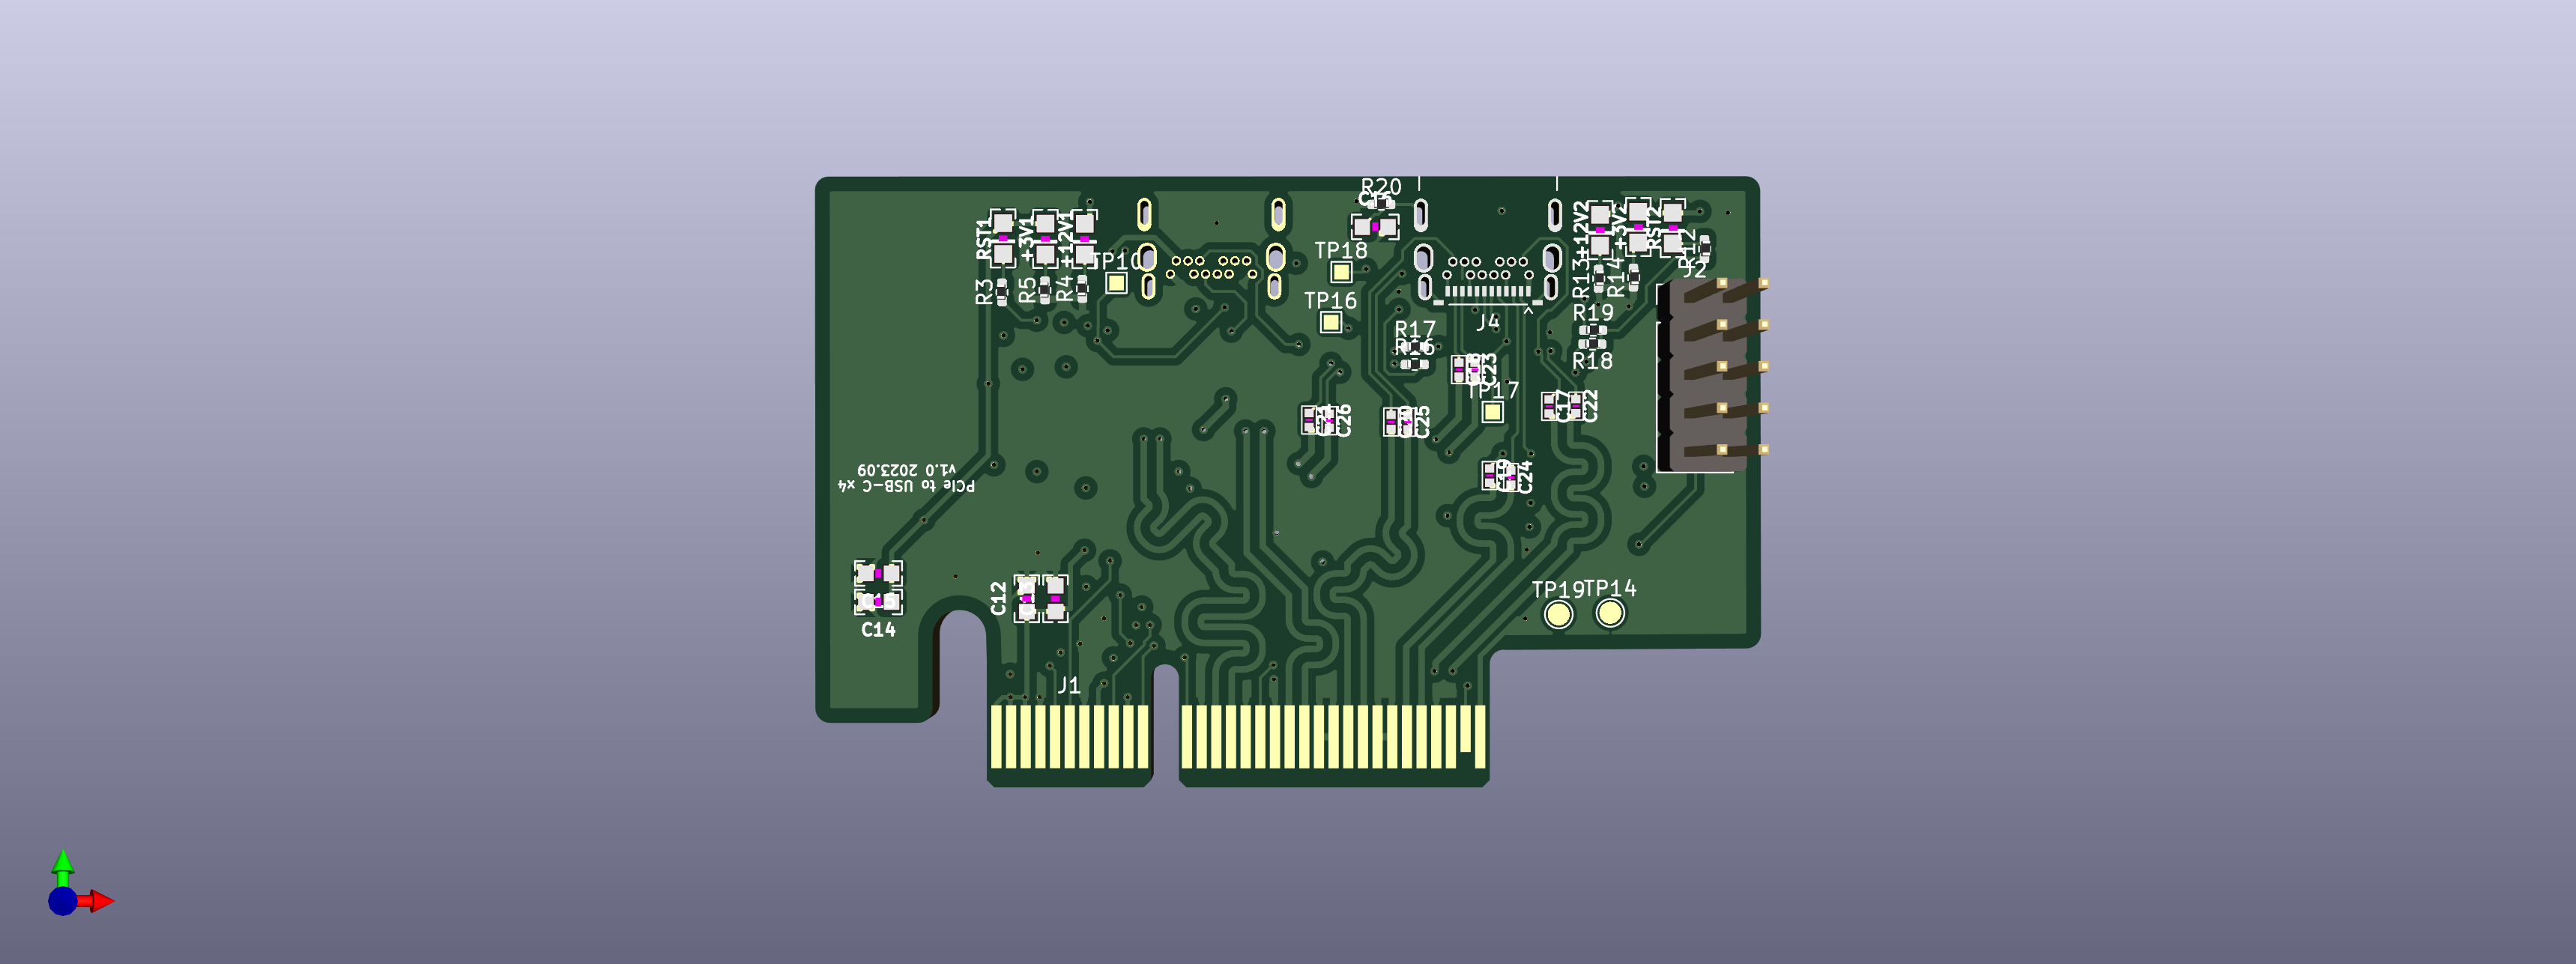 R20
RST1
+3V1
+12V1
TP10
TP18
+12V2
+3V2
RST2
R12
J2
R3
R5
R4
R13
R14
TP16
J4
R19
R18
R17
R16
C23
TP17
C26
C25
C17
C22
C24
PCIe to USB-C x4
v1.0 2023.09
C12
C14
TP19
TP14
J1